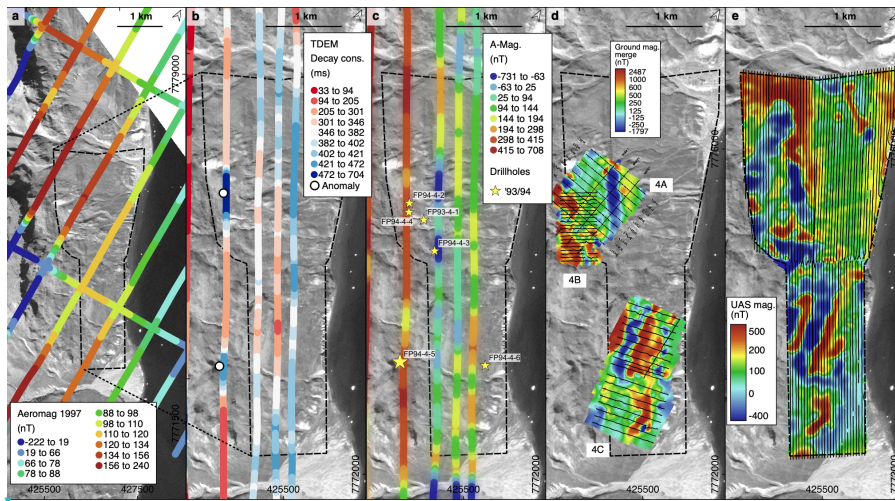 a
1 km
7779000
7771500
425500
427500
Aeromag 1997
(nT)
-222 to 19
19 to 66
66 to 78
78 to 88
88 to 98
98 to 110
110 to 120
120 to 134
134 to 156
156 to 240
b
1 km
TDEM
Decay cons.
(ms)
33 to 94
94 to 205
205 to 301
301 to 346
346 to 382
382 to 402
402 to 421
421 to 472
472 to 704
Anomaly
425500
7772000
c
1 km
A-Mag.
(nT)
-731 to -63
-63 to 25
25 to 94
94 to 144
144 to 194
194 to 298
298 to 415
415 to 708
Drillholes
'93/94
FP94-4-2
FP93-4-1
FP94-4-4
FP94-4-3
FP94-4-5
FP94-4-6
425500
d
1 km
Ground mag.
merge
(nT)
2487
1000
600
500
250
125
-125
-250
-1797
7776000
4A
4B
4C
425500
7772000
e
1 km
UAS mag.
(nT)
500
200
0
-200
-400
425500